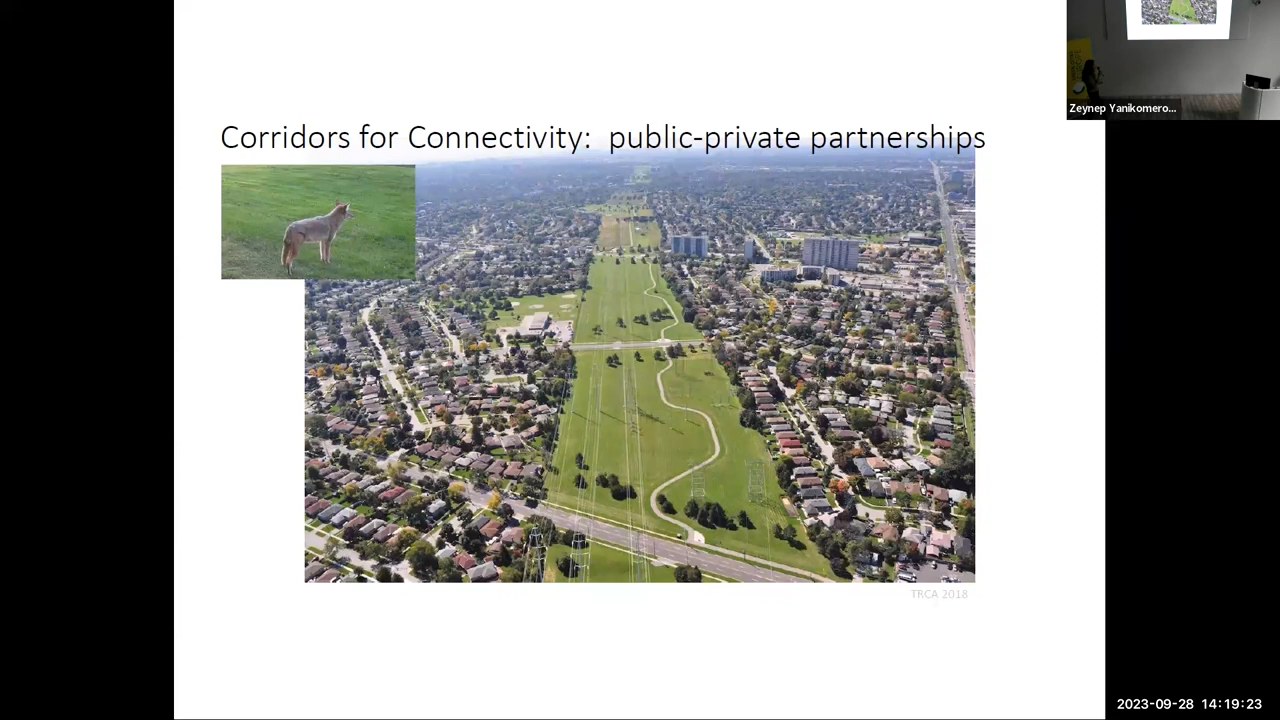 Zeynep Yanikomero...
Corridors for Connectivity: public-private partnerships
TRCA 2018
2023-09-28 14:19:23